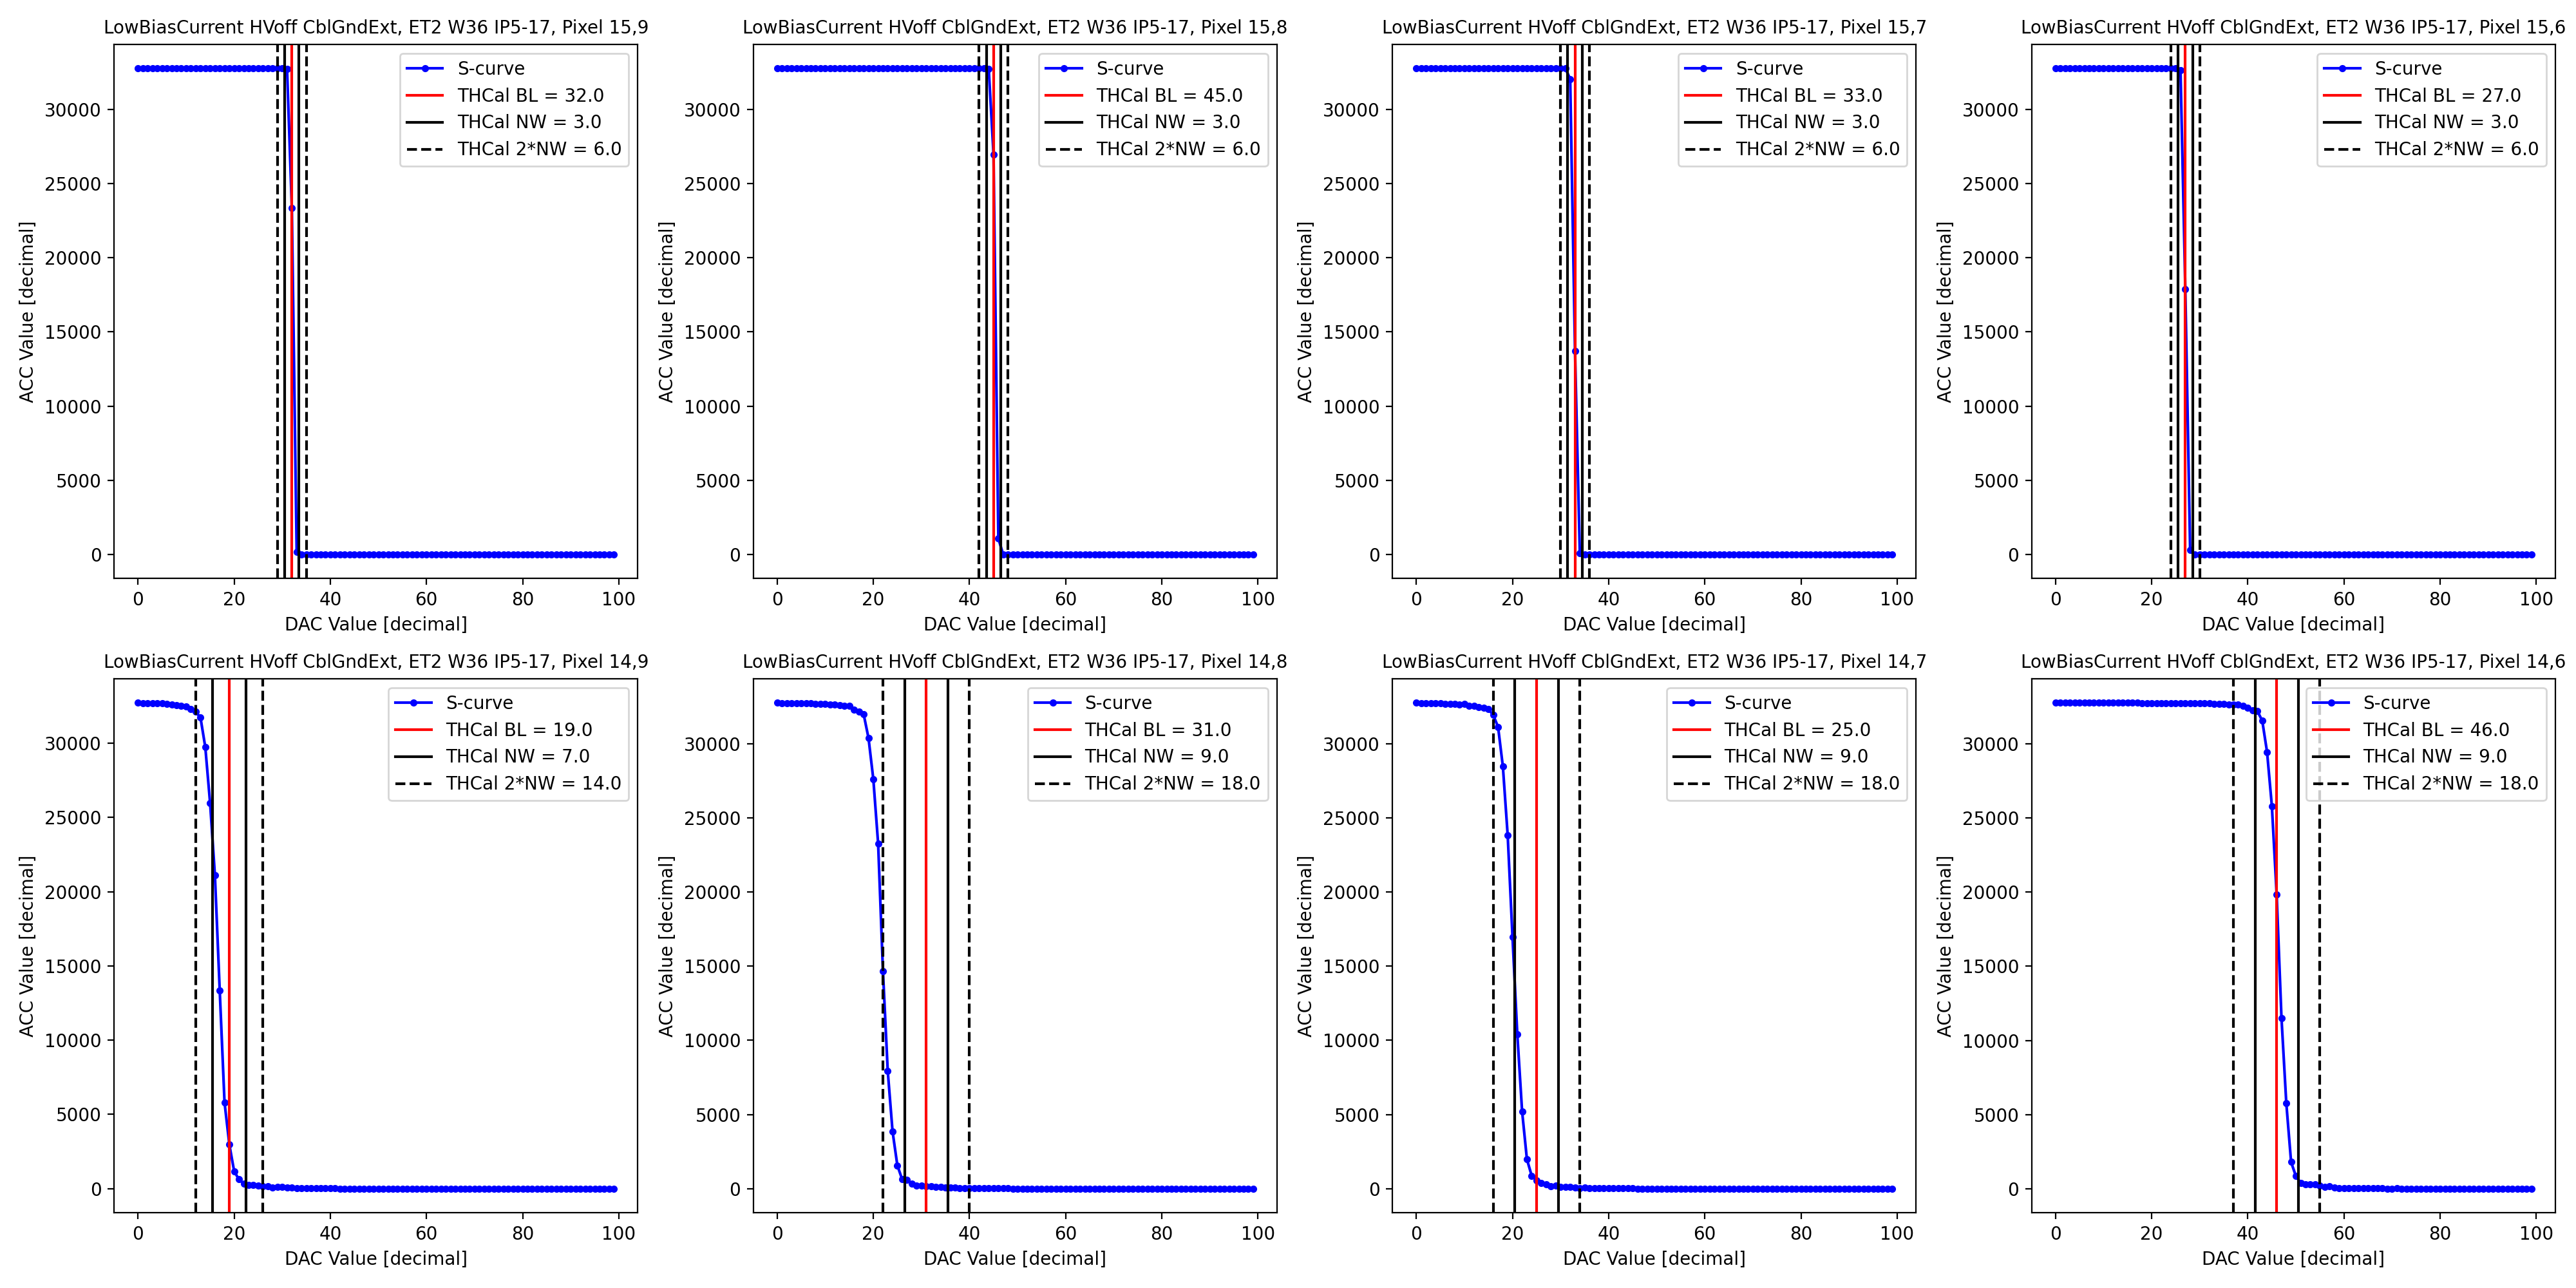 LowBiasCurrent HVoff CblGndExt, ET2 W36 IP5-17, Pixel 15,9
S-curve
THCal BL = 32.0
THCal NW = 3.0
THCal 2*NW = 6.0
30000
25000
20000
15000
10000
5000
0
ACC Value [decimal]
0 20 40 60 80 100
DAC Value [decimal]
LowBiasCurrent HVoff CblGndExt, ET2 W36 IP5-17, Pixel 15,8
S-curve
THCal BL = 45.0
THCal NW = 3.0
THCal 2*NW = 6.0
30000
25000
20000
15000
10000
5000
0
ACC Value [decimal]
0 20 40 60 80 100
DAC Value [decimal]
LowBiasCurrent HVoff CblGndExt, ET2 W36 IP5-17, Pixel 15,7
S-curve
THCal BL = 33.0
THCal NW = 3.0
THCal 2*NW = 6.0
30000
25000
20000
15000
10000
5000
0
ACC Value [decimal]
0 20 40 60 80 100
DAC Value [decimal]
LowBiasCurrent HVoff CblGndExt, ET2 W36 IP5-17, Pixel 15,6
S-curve
THCal BL = 27.0
THCal NW = 3.0
THCal 2*NW = 6.0
30000
25000
20000
15000
10000
5000
0
ACC Value [decimal]
0 20 40 60 80 100
DAC Value [decimal]
LowBiasCurrent HVoff CblGndExt, ET2 W36 IP5-17, Pixel 14,9
S-curve
THCal BL = 19.0
THCal NW = 7.0
THCal 2*NW = 14.0
30000
25000
20000
15000
10000
5000
0
ACC Value [decimal]
0 20 40 60 80 100
DAC Value [decimal]
LowBiasCurrent HVoff CblGndExt, ET2 W36 IP5-17, Pixel 14,8
S-curve
THCal BL = 31.0
THCal NW = 9.0
THCal 2*NW = 18.0
30000
25000
20000
15000
10000
5000
0
ACC Value [decimal]
0 20 40 60 80 100
DAC Value [decimal]
LowBiasCurrent HVoff CblGndExt, ET2 W36 IP5-17, Pixel 14,7
S-curve
THCal BL = 25.0
THCal NW = 9.0
THCal 2*NW = 18.0
30000
25000
20000
15000
10000
5000
0
ACC Value [decimal]
0 20 40 60 80 100
DAC Value [decimal]
LowBiasCurrent HVoff CblGndExt, ET2 W36 IP5-17, Pixel 14,6
S-curve
THCal BL = 46.0
THCal NW = 9.0
THCal 2*NW = 18.0
30000
25000
20000
15000
10000
5000
0
ACC Value [decimal]
0 20 40 60 80 100
DAC Value [decimal]